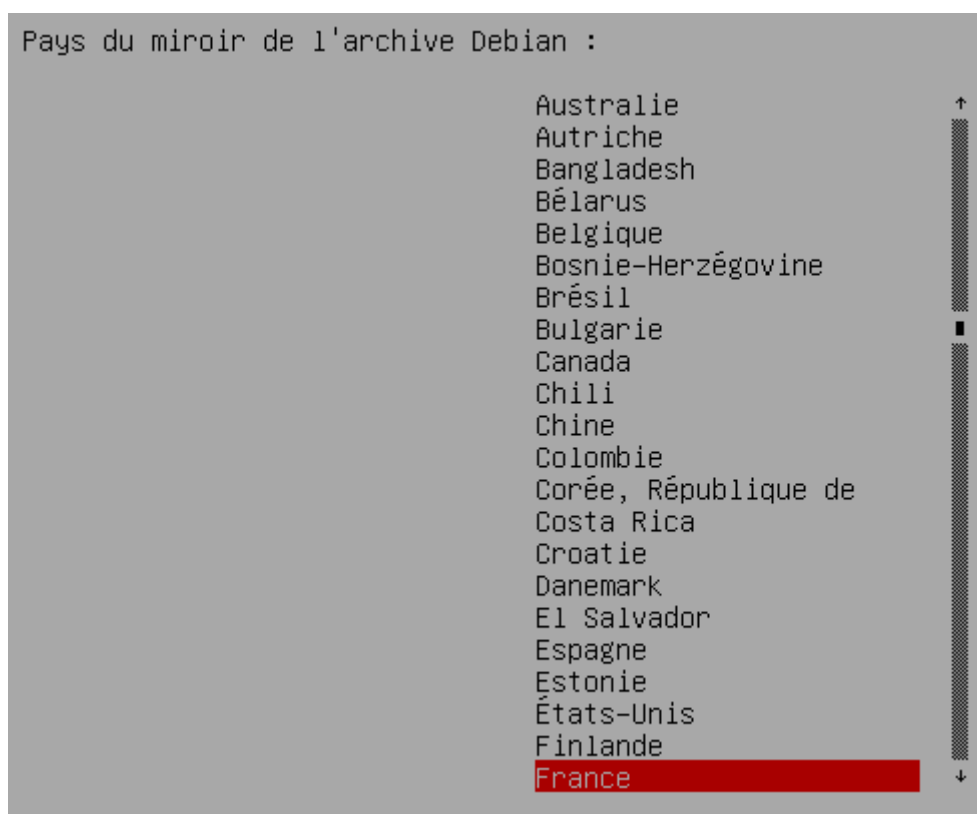 Pays du miroir de l'archive Debian :
Australie
Autriche
Bangladesh
Bélarus
Belgique
Bosnie-Herzégovine
Brésil
Bulgarie
Canada
Chili
Chine
Colombie
Corée, République de
Costa Rica
Croatie
Danemark
El Salvador
Espagne
Estonie
États-Unis
Finlande
France